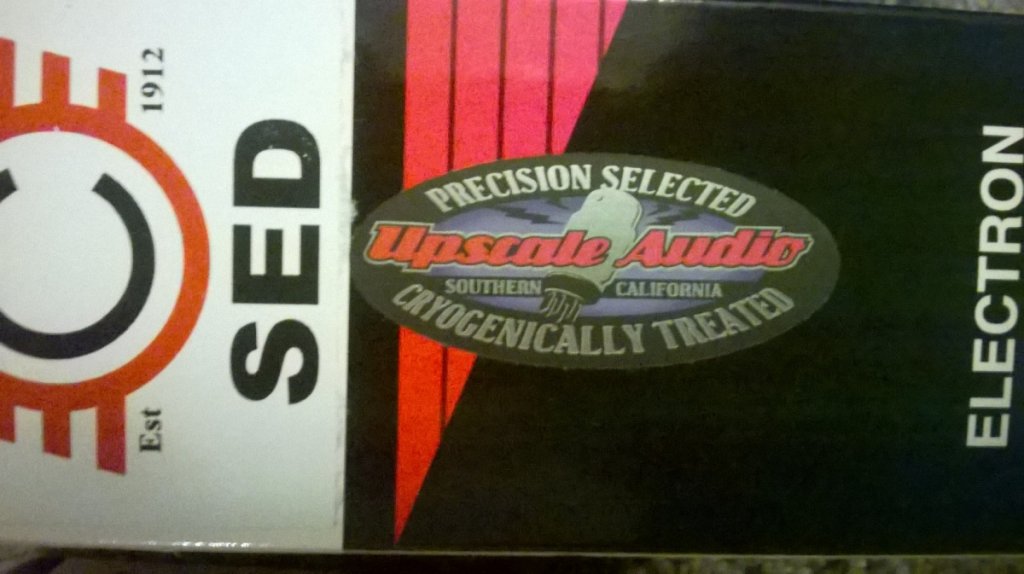 Est 1912
SED
PRECISION SELECTED
Upscale Audio
SOUTHERN CALIFORNIA
CRYOGENICALLY TREATED
ELECTRON